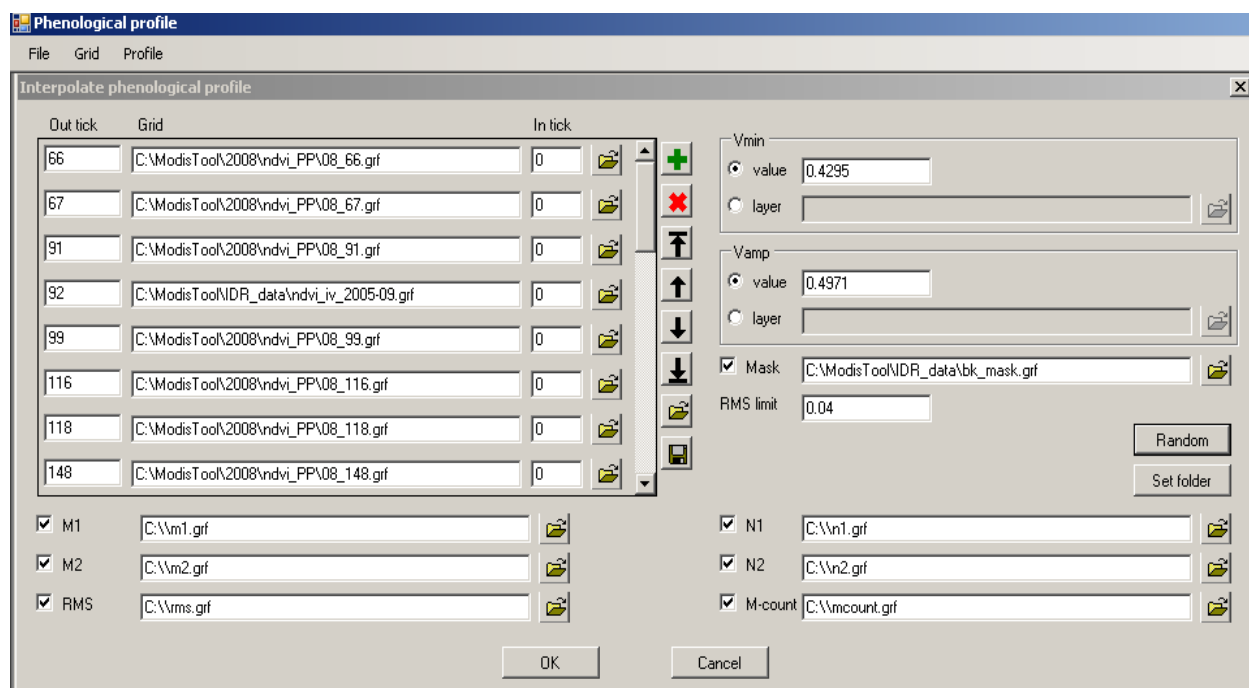 Phenological profile
File Grid Profile
Interpolate phenological profile
Out tick Grid In tick
66 C:\ModisTool\2008\ndvi_PP\08_66.grf 0
67 C:\ModisTool\2008\ndvi_PP\08_67.grf 0
91 C:\ModisTool\2008\ndvi_PP\08_91.grf 0
92 C:\ModisTool\IDR_data\ndvi_iv_2005-09.grf 0
99 C:\ModisTool\2008\ndvi_PP\08_99.grf 0
116 C:\ModisTool\2008\ndvi_PP\08_116.grf 0
118 C:\ModisTool\2008\ndvi_PP\08_118.grf 0
148 C:\ModisTool\2008\ndvi_PP\08_148.grf 0
Vmin
value 0.4295
layer
Vamp
value 0.4971
layer
Mask C:\ModisTool\IDR_data\bk_mask.grf
RMS limit 0.04
Random
Set folder
M1 C:\\m1.grf
M2 C:\\m2.grf
RMS C:\\rms.grf
N1 C:\\n1.grf
N2 C:\\n2.grf
M-count C:\\mcount.grf
OK Cancel